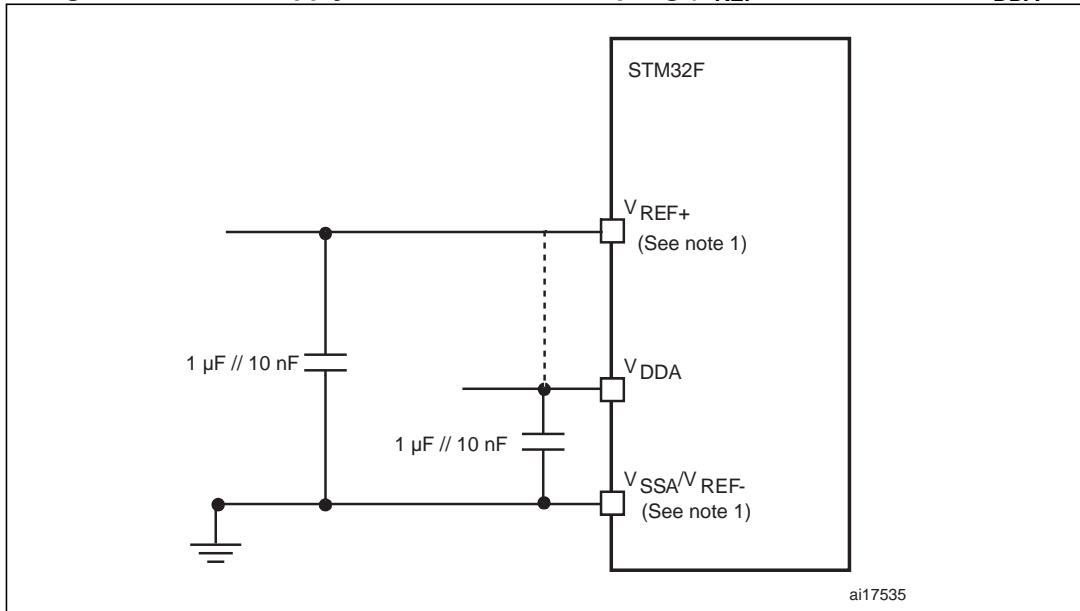 STM32F
VREF+
(See note 1)
1 µF // 10 nF
VDDA
1 µF // 10 nF
VSSA/VREF-
(See note 1)
ai17535